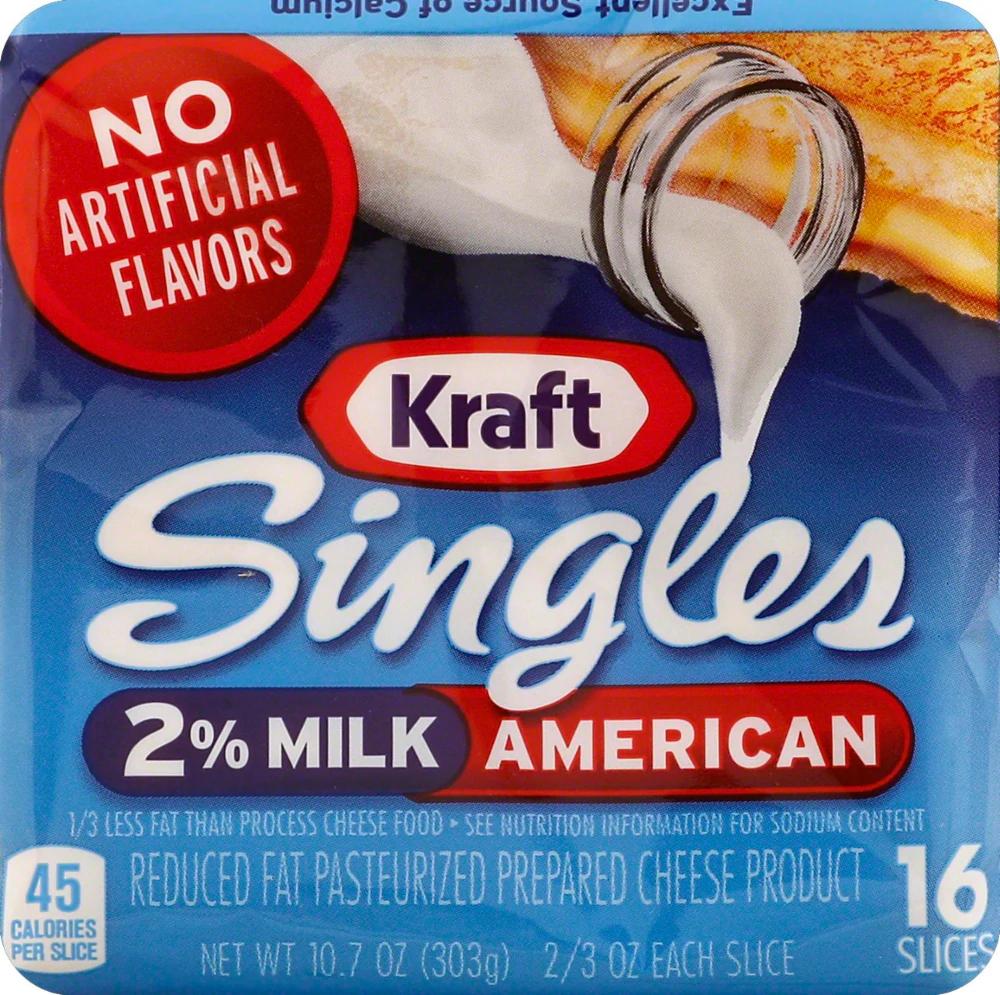 Excellent Source of Calcium
NO
ARTIFICIAL
FLAVORS
Kraft
Singles
2% MILK AMERICAN
1/3 LESS FAT THAN PROCESS CHEESE FOOD • SEE NUTRITION INFORMATION FOR SODIUM CONTENT
REDUCED FAT PASTEURIZED PREPARED CHEESE PRODUCT
45
CALORIES
PER SLICE
16
SLICES
NET WT 10.7 OZ (303g) 2/3 OZ EACH SLICE